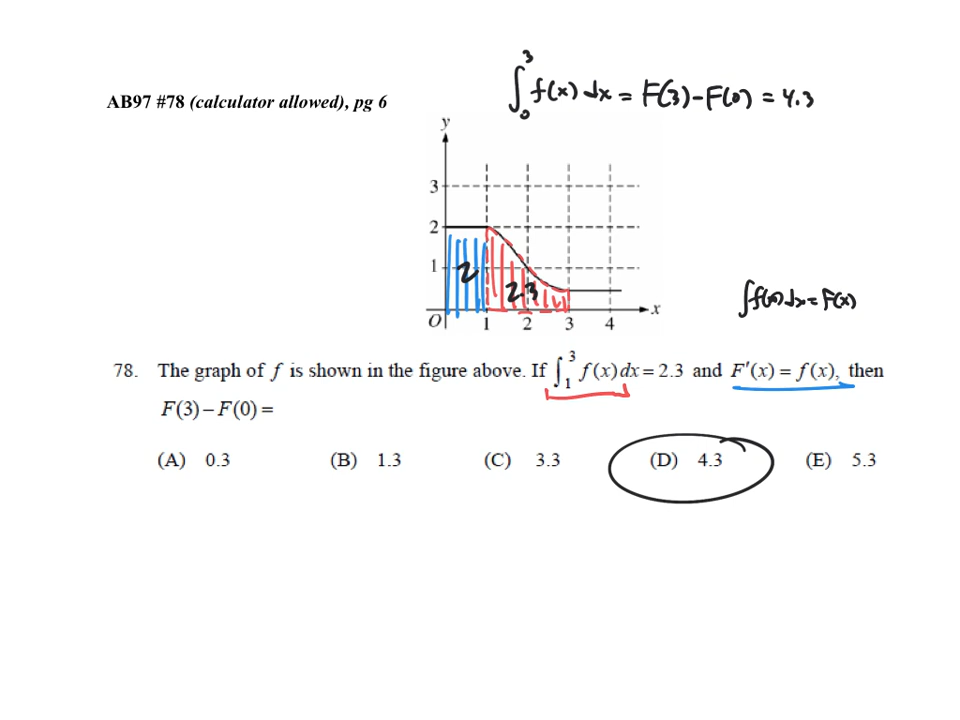 ∫₀³ f(x) dx = F(3) - F(0) = 4.3
AB97 #78 (calculator allowed), pg 6
y
3
2
1
2
2.3
O 1 2 3 4 x
∫f(x) dx = F(x)
78. The graph of f is shown in the figure above. If ∫₁³ f(x) dx = 2.3 and F′(x) = f(x), then
F(3) – F(0) =
(A) 0.3 (B) 1.3 (C) 3.3 (D) 4.3 (E) 5.3